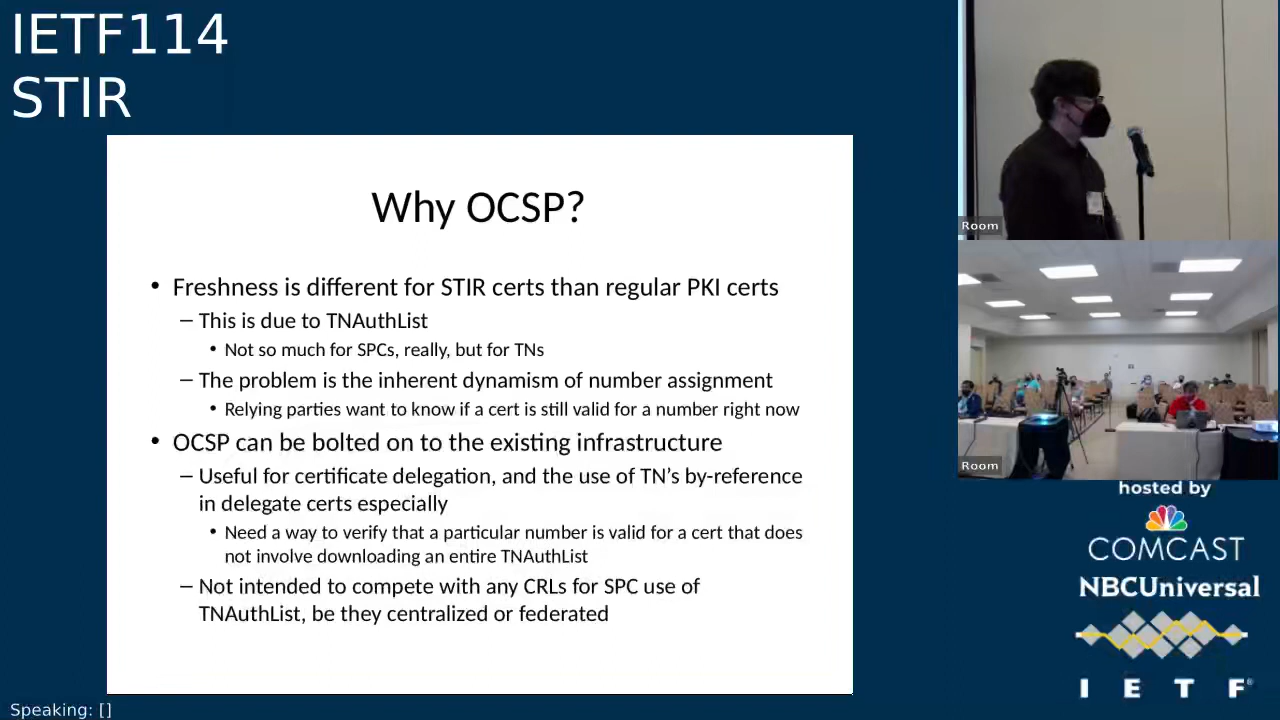 IETF114
STIR
Why OCSP?
• Freshness is different for STIR certs than regular PKI certs
– This is due to TNAuthList
• Not so much for SPCs, really, but for TNs
– The problem is the inherent dynamism of number assignment
• Relying parties want to know if a cert is still valid for a number right now
• OCSP can be bolted on to the existing infrastructure
– Useful for certificate delegation, and the use of TN’s by-reference
in delegate certs especially
• Need a way to verify that a particular number is valid for a cert that does
not involve downloading an entire TNAuthList
– Not intended to compete with any CRLs for SPC use of
TNAuthList, be they centralized or federated
Room
Room
hosted by
COMCAST
NBCUniversal
I E T F®
Speaking: []